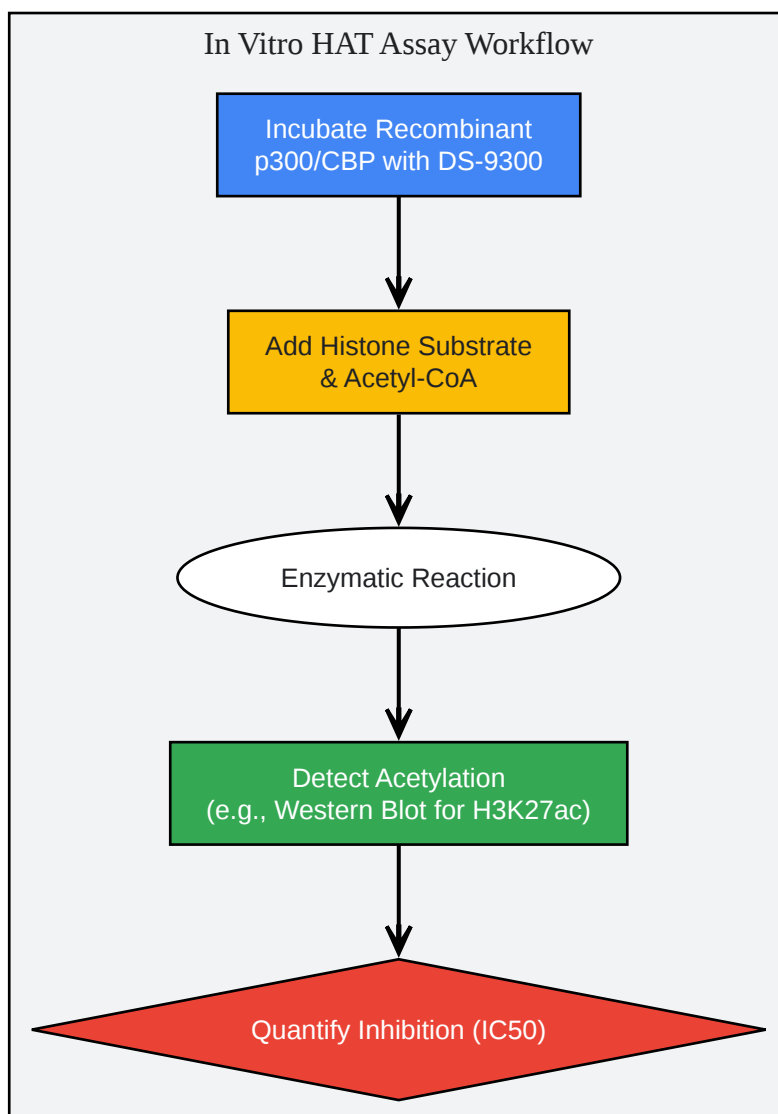 In Vitro HAT Assay Workflow
Incubate Recombinant
p300/CBP with DS-9300
Add Histone Substrate
& Acetyl-CoA
Enzymatic Reaction
Detect Acetylation
(e.g., Western Blot for H3K27ac)
Quantify Inhibition (IC50)